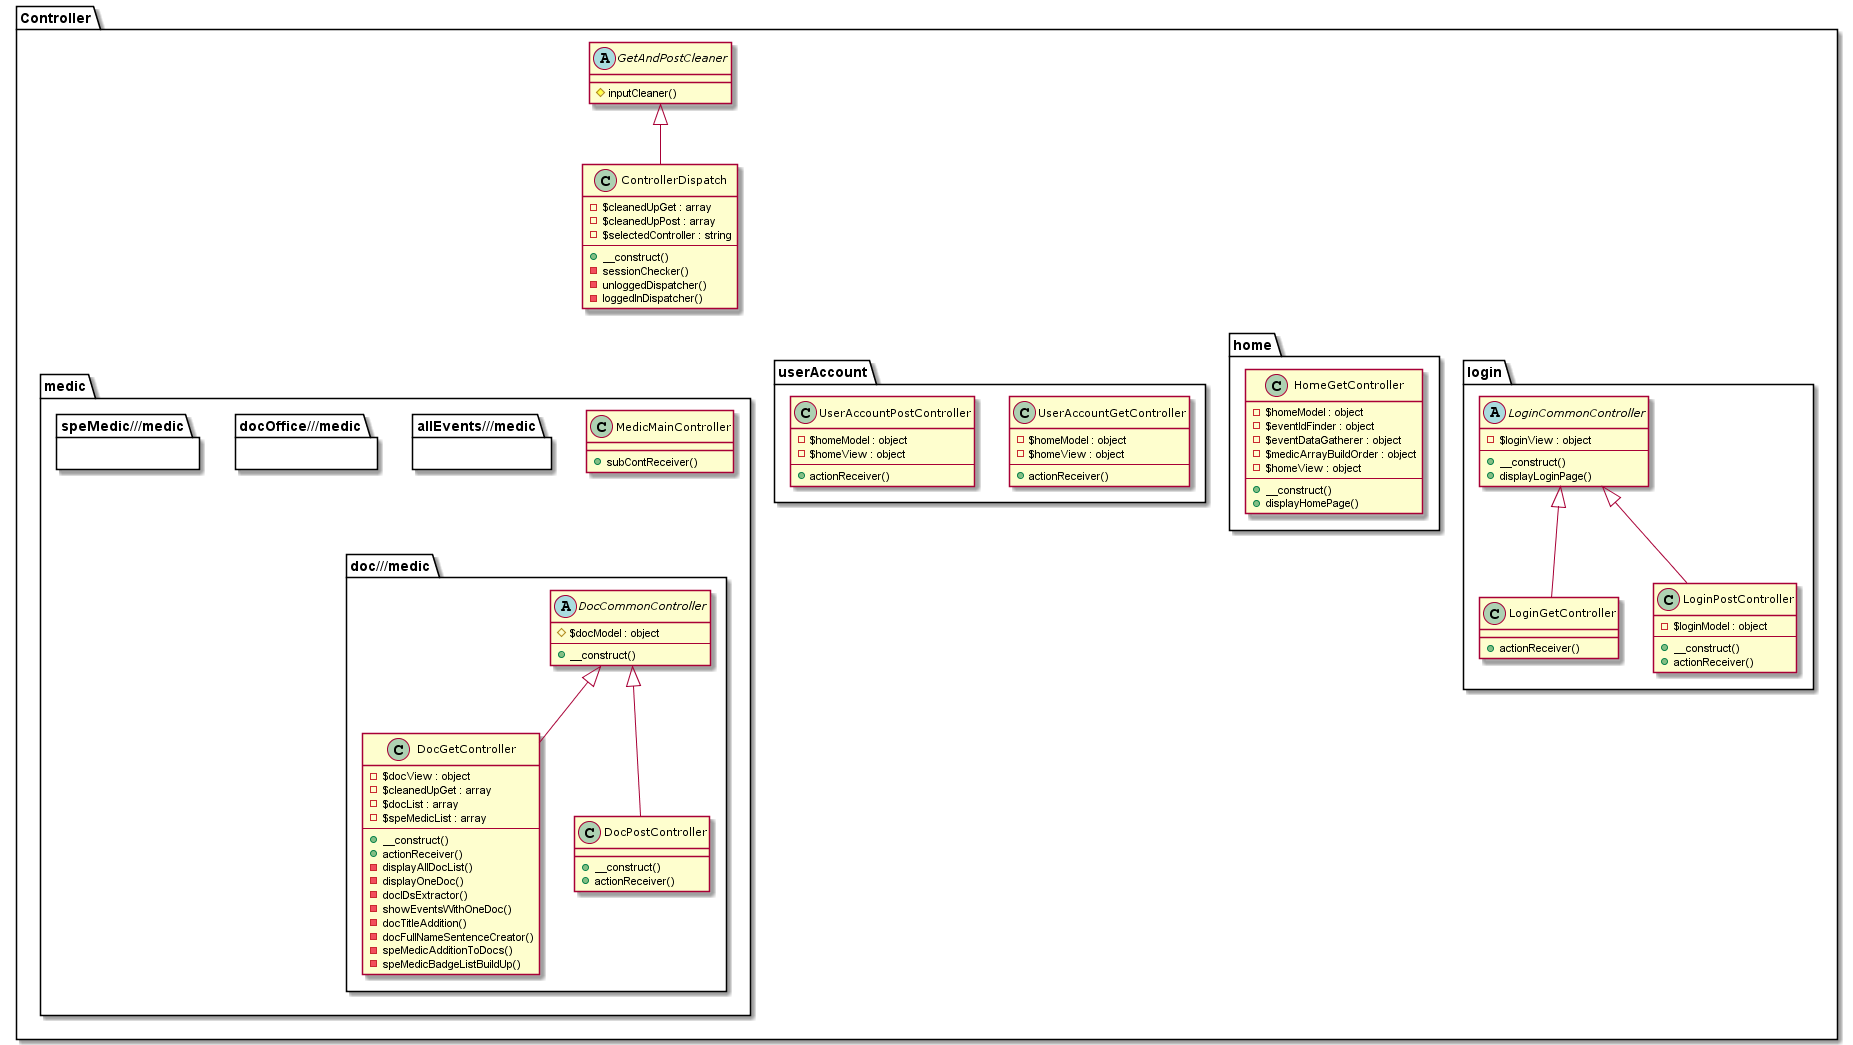 Controller
A GetAndPostCleaner
inputCleaner()
C ControllerDispatch
$cleanedUpGet : array
$cleanedUpPost : array
$selectedController : string
__construct()
sessionChecker()
unloggedDispatcher()
loggedInDispatcher()
medic
speMedic///medic
docOffice///medic
allEvents///medic
C MedicMainController
subContReceiver()
doc///medic
A DocCommonController
$docModel : object
__construct()
C DocGetController
$docView : object
$cleanedUpGet : array
$docList : array
$speMedicList : array
__construct()
actionReceiver()
displayAllDocList()
displayOneDoc()
docIDsExtractor()
showEventsWithOneDoc()
docTitleAddition()
docFullNameSentenceCreator()
speMedicAdditionToDocs()
speMedicBadgeListBuildUp()
C DocPostController
__construct()
actionReceiver()
userAccount
C UserAccountPostController
$homeModel : object
$homeView : object
actionReceiver()
C UserAccountGetController
$homeModel : object
$homeView : object
actionReceiver()
home
C HomeGetController
$homeModel : object
$eventIdFinder : object
$eventDataGatherer : object
$medicArrayBuildOrder : object
$homeView : object
__construct()
displayHomePage()
login
A LoginCommonController
$loginView : object
__construct()
displayLoginPage()
C LoginGetController
actionReceiver()
C LoginPostController
$loginModel : object
__construct()
actionReceiver()